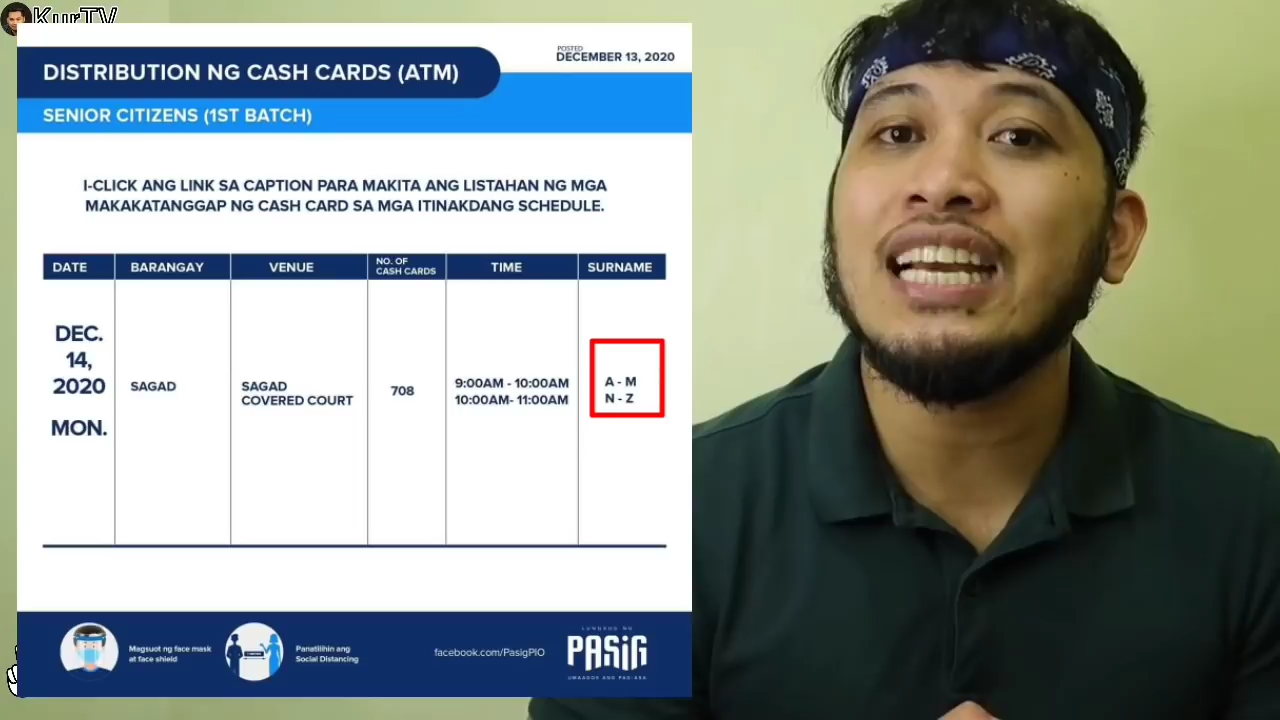 KurTV
POSTED
DECEMBER 13, 2020
DISTRIBUTION NG CASH CARDS (ATM)
SENIOR CITIZENS (1ST BATCH)
I-CLICK ANG LINK SA CAPTION PARA MAKITA ANG LISTAHAN NG MGA
MAKAKATANGGAP NG CASH CARD SA MGA ITINAKDANG SCHEDULE.
DATE
BARANGAY
VENUE
NO. OF
CASH CARDS
TIME
SURNAME
DEC.
14,
2020
MON.
SAGAD
SAGAD
COVERED COURT
708
9:00AM - 10:00AM
10:00AM- 11:00AM
A - M
N - Z
Magsuot ng face mask
at face shield
Panatilihin ang
Social Distancing
facebook.com/PasigPIO
LUNGSOD NG
PASiG
UMAAGOS ANG PAG-ASA